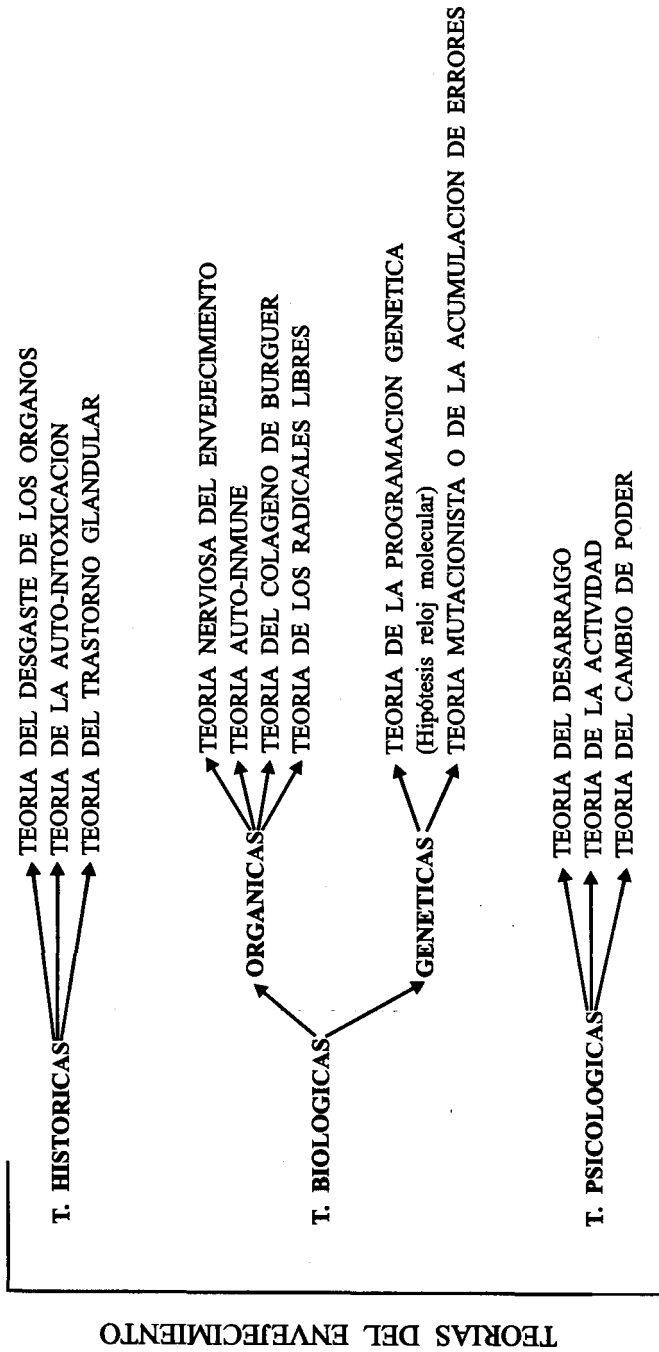 TEORIAS DEL ENVEJECIMIENTO
T. HISTORICAS
TEORIA DEL DESGASTE DE LOS ORGANOS
TEORIA DE LA AUTO-INTOXICACION
TEORIA DEL TRASTORNO GLANDULAR
T. BIOLOGICAS
ORGANICAS
TEORIA NERVIOSA DEL ENVEJECIMIENTO
TEORIA AUTO-INMUNE
TEORIA DEL COLAGENO DE BURGUER
TEORIA DE LOS RADICALES LIBRES
GENETICAS
TEORIA DE LA PROGRAMACION GENETICA
(Hipótesis reloj molecular)
TEORIA MUTACIONISTA O DE LA ACUMULACION DE ERRORES
T. PSICOLOGICAS
TEORIA DEL DESARRAIGO
TEORIA DE LA ACTIVIDAD
TEORIA DEL CAMBIO DE PODER